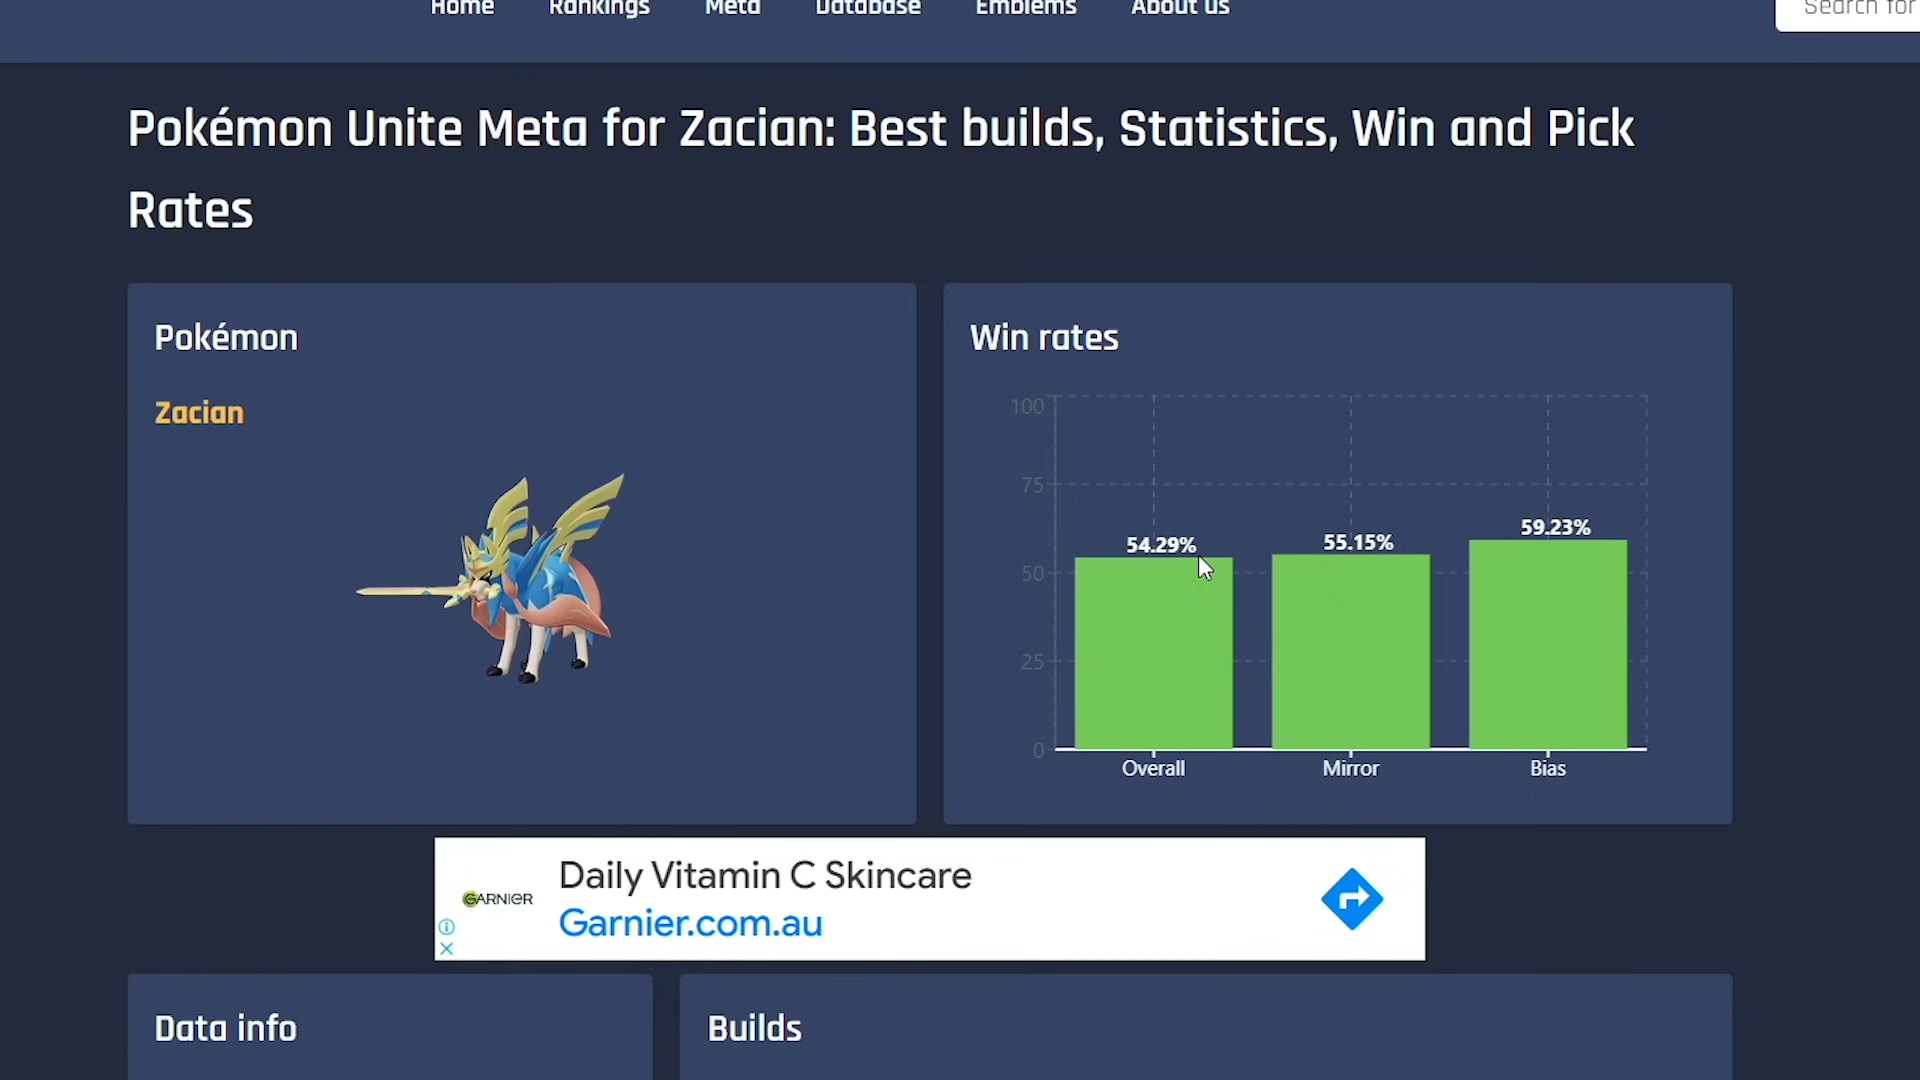 Home Rankings Meta Database Emblems About us
Search for
Pokémon Unite Meta for Zacian: Best builds, Statistics, Win and Pick
Rates
Pokémon
Zacian
Win rates
100
75
50
25
0
54.29%
55.15%
59.23%
Overall
Mirror
Bias
GARNIER
Daily Vitamin C Skincare
Garnier.com.au
Data info
Builds